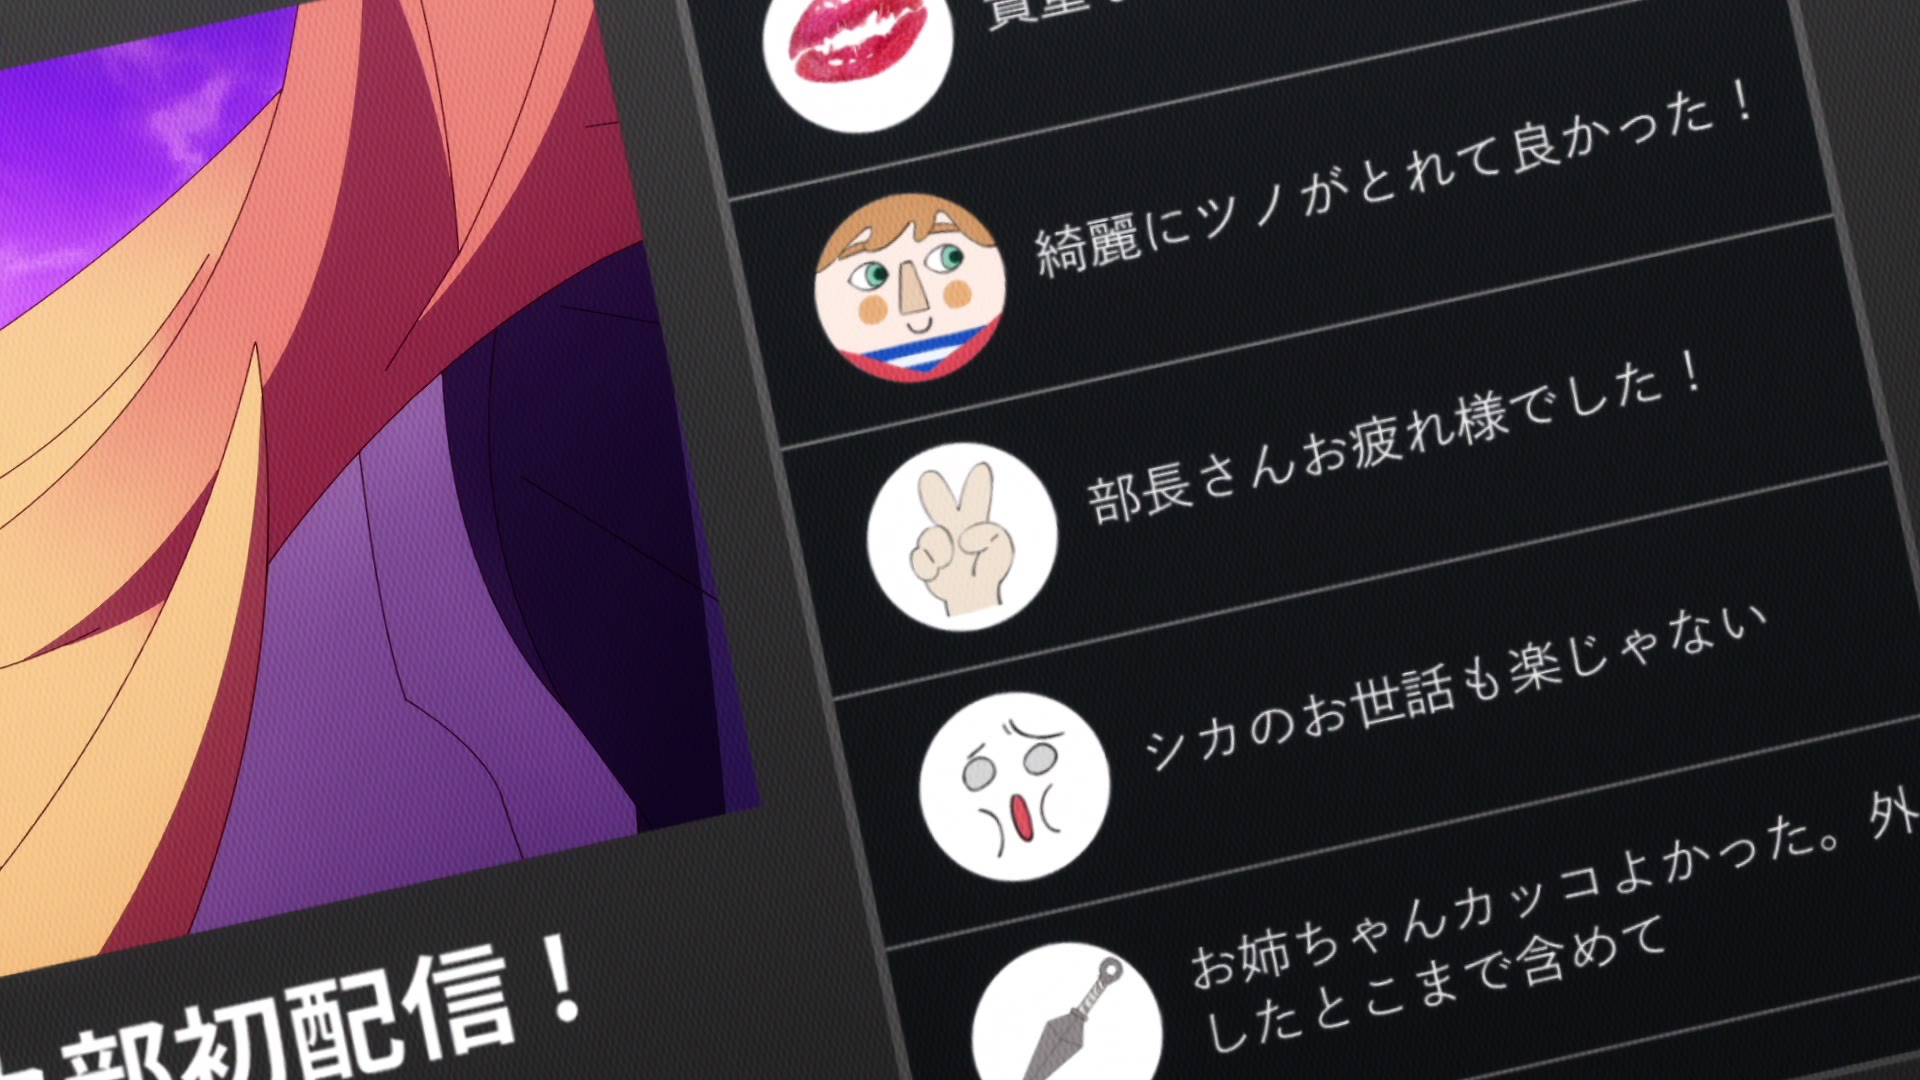 綺麗にツノがとれて良かった！
部長さんお疲れ様でした！
シカのお世話も楽じゃない
お姉ちゃんカッコよかった。外
したとこまで含めて
部初配信！